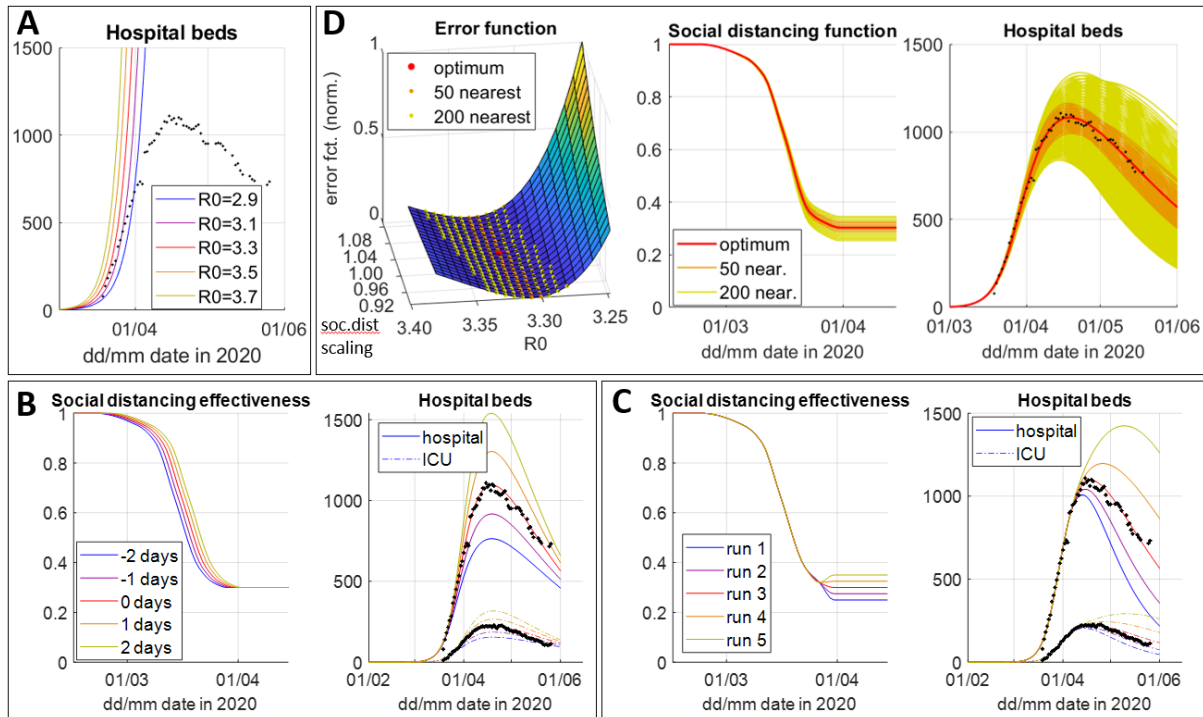 A
Hospital beds
1500
1000
500
0
R0=2.9
R0=3.1
R0=3.3
R0=3.5
R0=3.7
01/04
01/06
dd/mm date in 2020
D
Error function
1
0.5
0
error fct. (norm.)
optimum
50 nearest
200 nearest
1.08
1.04
1.00
0.96
0.92
soc.dist
scaling
3.40
3.35
3.30
3.25
R0
Social distancing function
1
0.8
0.6
0.4
0.2
0
optimum
50 near.
200 near.
01/03
01/04
dd/mm date in 2020
Hospital beds
1500
1000
500
0
01/03
01/04
01/05
01/06
dd/mm date in 2020
B
Social distancing effectiveness
1
0.8
0.6
0.4
0.2
0
-2 days
-1 days
0 days
1 days
2 days
01/03
01/04
dd/mm date in 2020
Hospital beds
1500
1000
500
0
hospital
ICU
01/02
01/04
01/06
dd/mm date in 2020
C
Social distancing effectiveness
1
0.8
0.6
0.4
0.2
0
run 1
run 2
run 3
run 4
run 5
01/03
01/04
dd/mm date in 2020
Hospital beds
1500
1000
500
0
hospital
ICU
01/02
01/04
01/06
dd/mm date in 2020